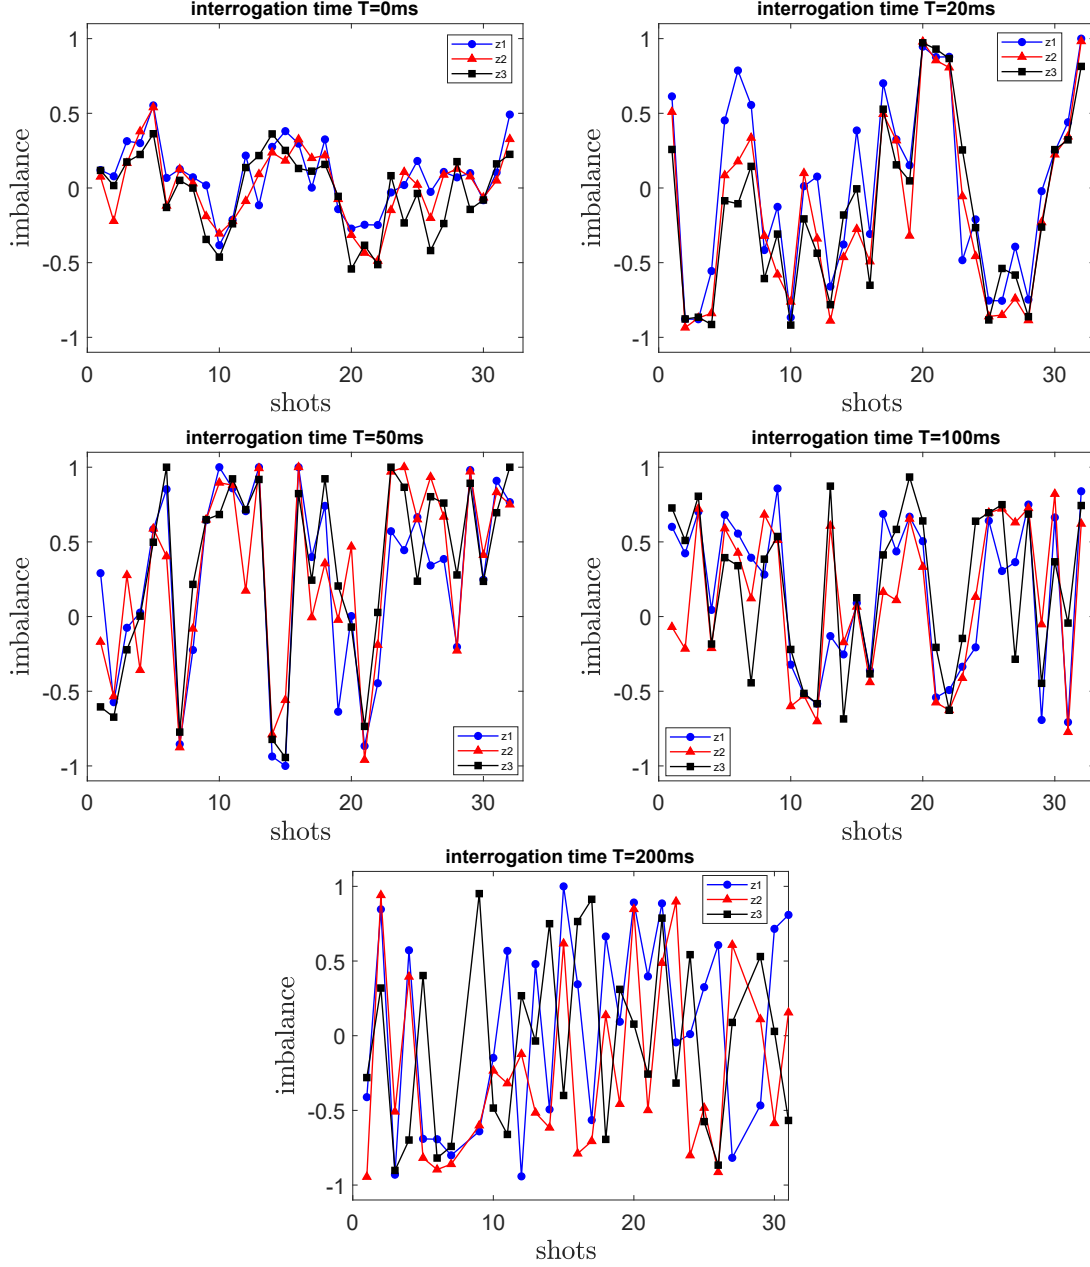 interrogation time T=0ms
1
0.5
0
-0.5
-1
imbalance
z1
z2
z3
0
10
20
30
shots
interrogation time T=20ms
1
0.5
0
-0.5
-1
imbalance
z1
z2
z3
0
10
20
30
shots
interrogation time T=50ms
1
0.5
0
-0.5
-1
imbalance
z1
z2
z3
0
10
20
30
shots
interrogation time T=100ms
1
0.5
0
-0.5
-1
imbalance
z1
z2
z3
0
10
20
30
shots
interrogation time T=200ms
1
0.5
0
-0.5
-1
imbalance
z1
z2
z3
0
10
20
30
shots